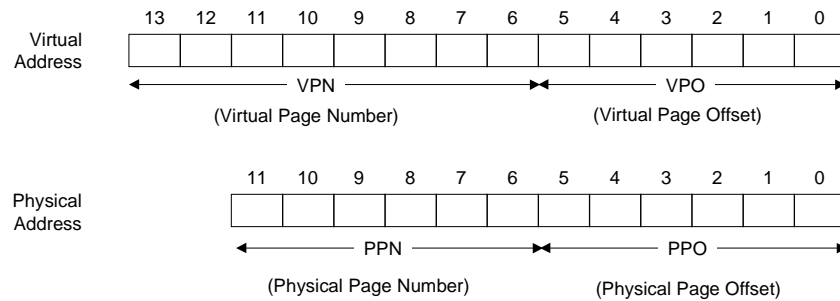 13 12 11 10 9 8 7 6 5 4 3 2 1 0
Virtual
Address
VPN VPO
(Virtual Page Number) (Virtual Page Offset)
11 10 9 8 7 6 5 4 3 2 1 0
Physical
Address
PPN PPO
(Physical Page Number) (Physical Page Offset)